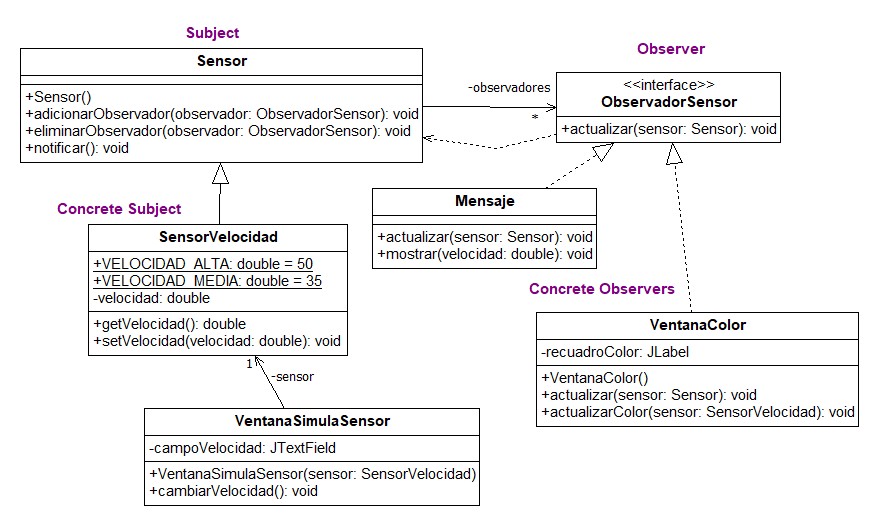 Subject
Sensor
+Sensor()
+adicionarObservador(observador: ObservadorSensor): void
+eliminarObservador(observador: ObservadorSensor): void
+notificar(): void
-observadores
*
Observer
<<interface>>
ObservadorSensor
+actualizar(sensor: Sensor): void
Mensaje
+actualizar(sensor: Sensor): void
+mostrar(velocidad: double): void
Concrete Subject
SensorVelocidad
+VELOCIDAD_ALTA: double = 50
+VELOCIDAD_MEDIA: double = 35
-velocidad: double
+getVelocidad(): double
+setVelocidad(velocidad: double): void
Concrete Observers
VentanaColor
-recuadroColor: JLabel
+VentanaColor()
+actualizar(sensor: Sensor): void
+actualizarColor(sensor: SensorVelocidad): void
1
-sensor
VentanaSimulaSensor
-campoVelocidad: JTextField
+VentanaSimulaSensor(sensor: SensorVelocidad)
+cambiarVelocidad(): void